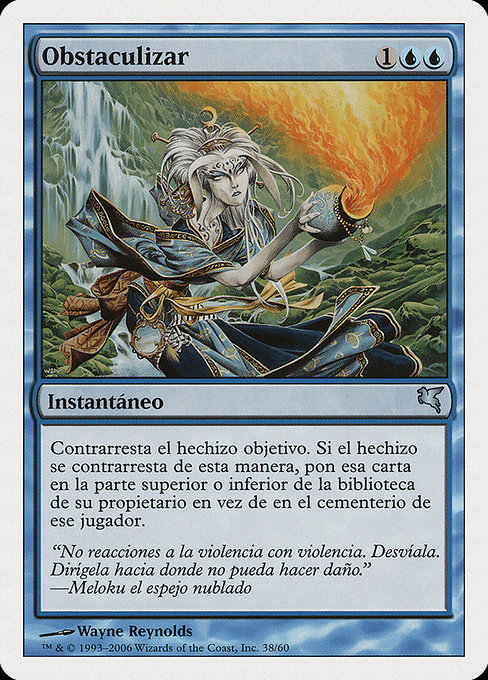 Obstaculizar
1
Instantáneo
Contrarresta el hechizo objetivo. Si el hechizo
se contrarresta de esta manera, pon esa carta
en la parte superior o inferior de la biblioteca
de su propietario en vez de en el cementerio de
ese jugador.
“No reacciones a la violencia con violencia. Desvíala.
Dirígela hacia donde no pueda hacer daño.”
—Meloku el espejo nublado
Wayne Reynolds
™ & © 1993–2006 Wizards of the Coast, Inc. 38/60